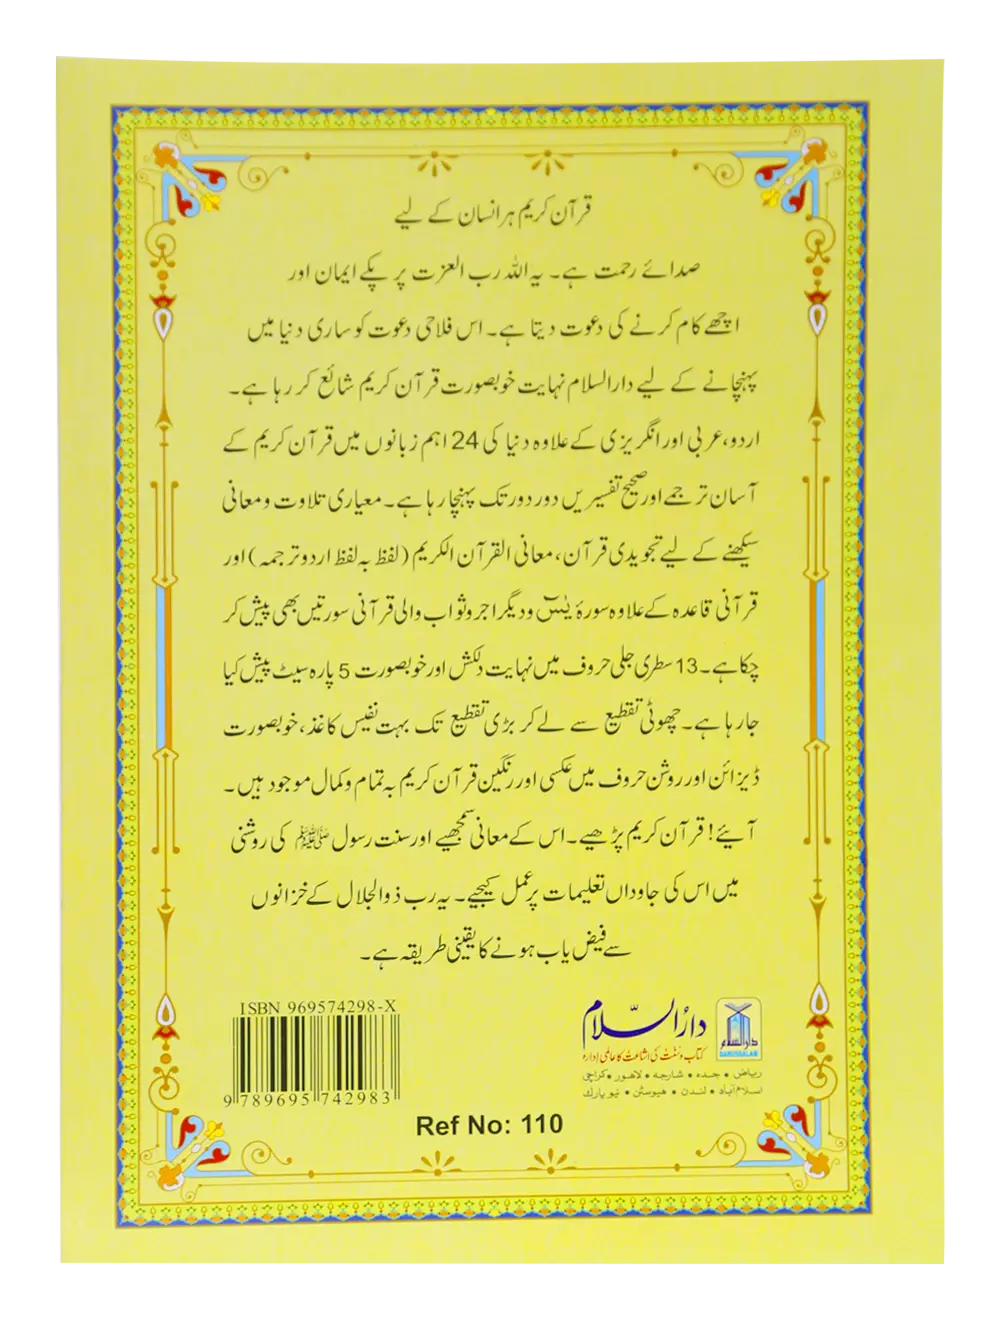 قرآن کریم ہر انسان کے لیے
صدائے رحمت ہے۔ یہ اللہ رب العزت پر پکے ایمان اور
اچھے کام کرنے کی دعوت دیتا ہے۔ اس فلاحی دعوت کو ساری دنیا میں
پہنچانے کے لیے دارالسلام نہایت خوبصورت قرآن کریم شائع کر رہا ہے۔
اردو، عربی اور انگریزی کے علاوہ دنیا کی 24 اہم زبانوں میں قرآن کریم کے
آسان ترجمے اور صحیح تفسیریں دور دور تک پہنچا رہا ہے۔ معیاری تلاوت و معانی
سیکھنے کے لیے تجویدی قرآن، معانی القرآن الکریم (لفظ بہ لفظ اردو ترجمہ) اور
قرآنی قاعدہ کے علاوہ سورۂ یٰسٓ و دیگر اجر و ثواب والی قرآنی سورتیں بھی پیش کر
چکا ہے۔ 13 سطری جلی حروف میں نہایت دلکش اور خوبصورت 5 پارہ سیٹ پیش کیا
جا رہا ہے۔ چھوٹی تقطیع سے لے کر بڑی تقطیع تک بہت نفیس کاغذ، خوبصورت
ڈیزائن اور روشن حروف میں عکسی اور رنگین قرآن کریم بہ تمام و کمال موجود ہیں۔
آیئے! قرآن کریم پڑھیے۔ اس کے معانی سمجھیے اور سنت رسول ﷺ کی روشنی
میں اس کی جاوداں تعلیمات پر عمل کیجیے۔ یہ رب ذوالجلال کے خزانوں
سے فیض یاب ہونے کا یقینی طریقہ ہے۔
دارُالسّلام
کتاب و سنت کی اشاعت کا عالمی ادارہ
ریاض • جدہ • شارجہ • لاهور • کراچی
اسلام آباد • لندن • هیوسٹن • نیو یارك
دارالسلام
DARUSSALAM
ISBN 969574298-X
9 789695 742983
Ref No: 110